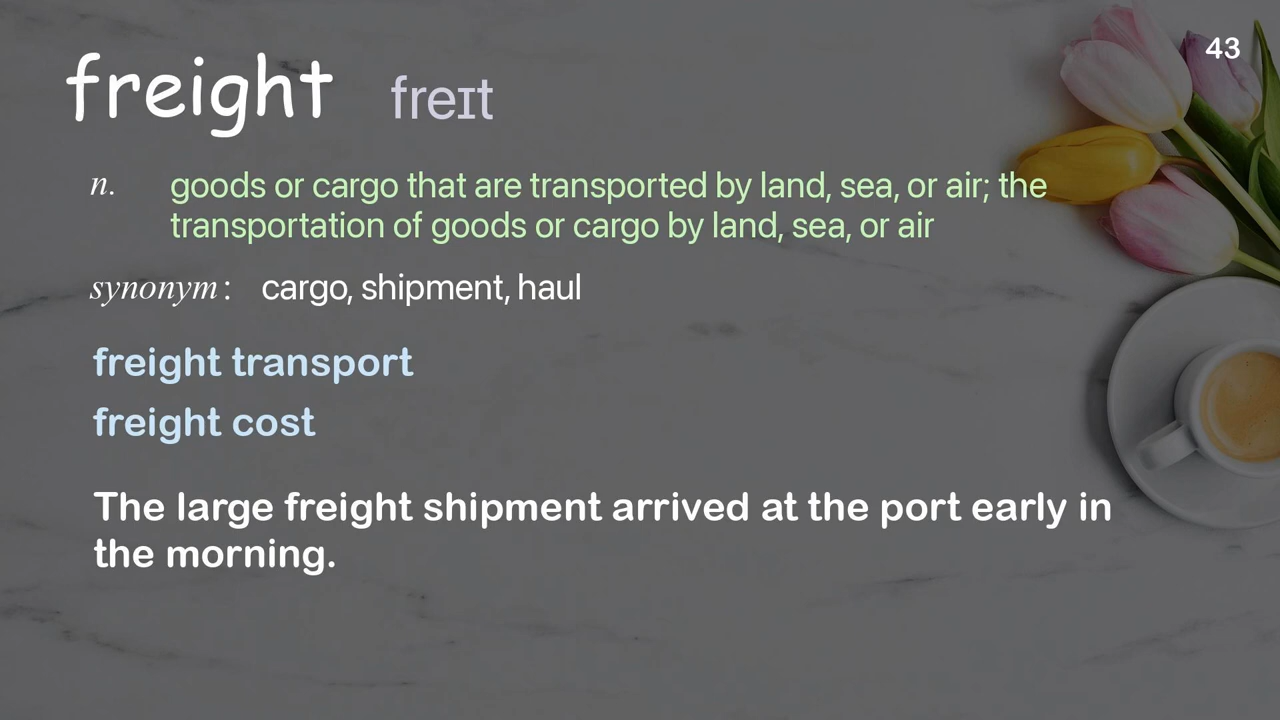 43
freight freɪt
n. goods or cargo that are transported by land, sea, or air; the
transportation of goods or cargo by land, sea, or air
synonym: cargo, shipment, haul
freight transport
freight cost
The large freight shipment arrived at the port early in
the morning.